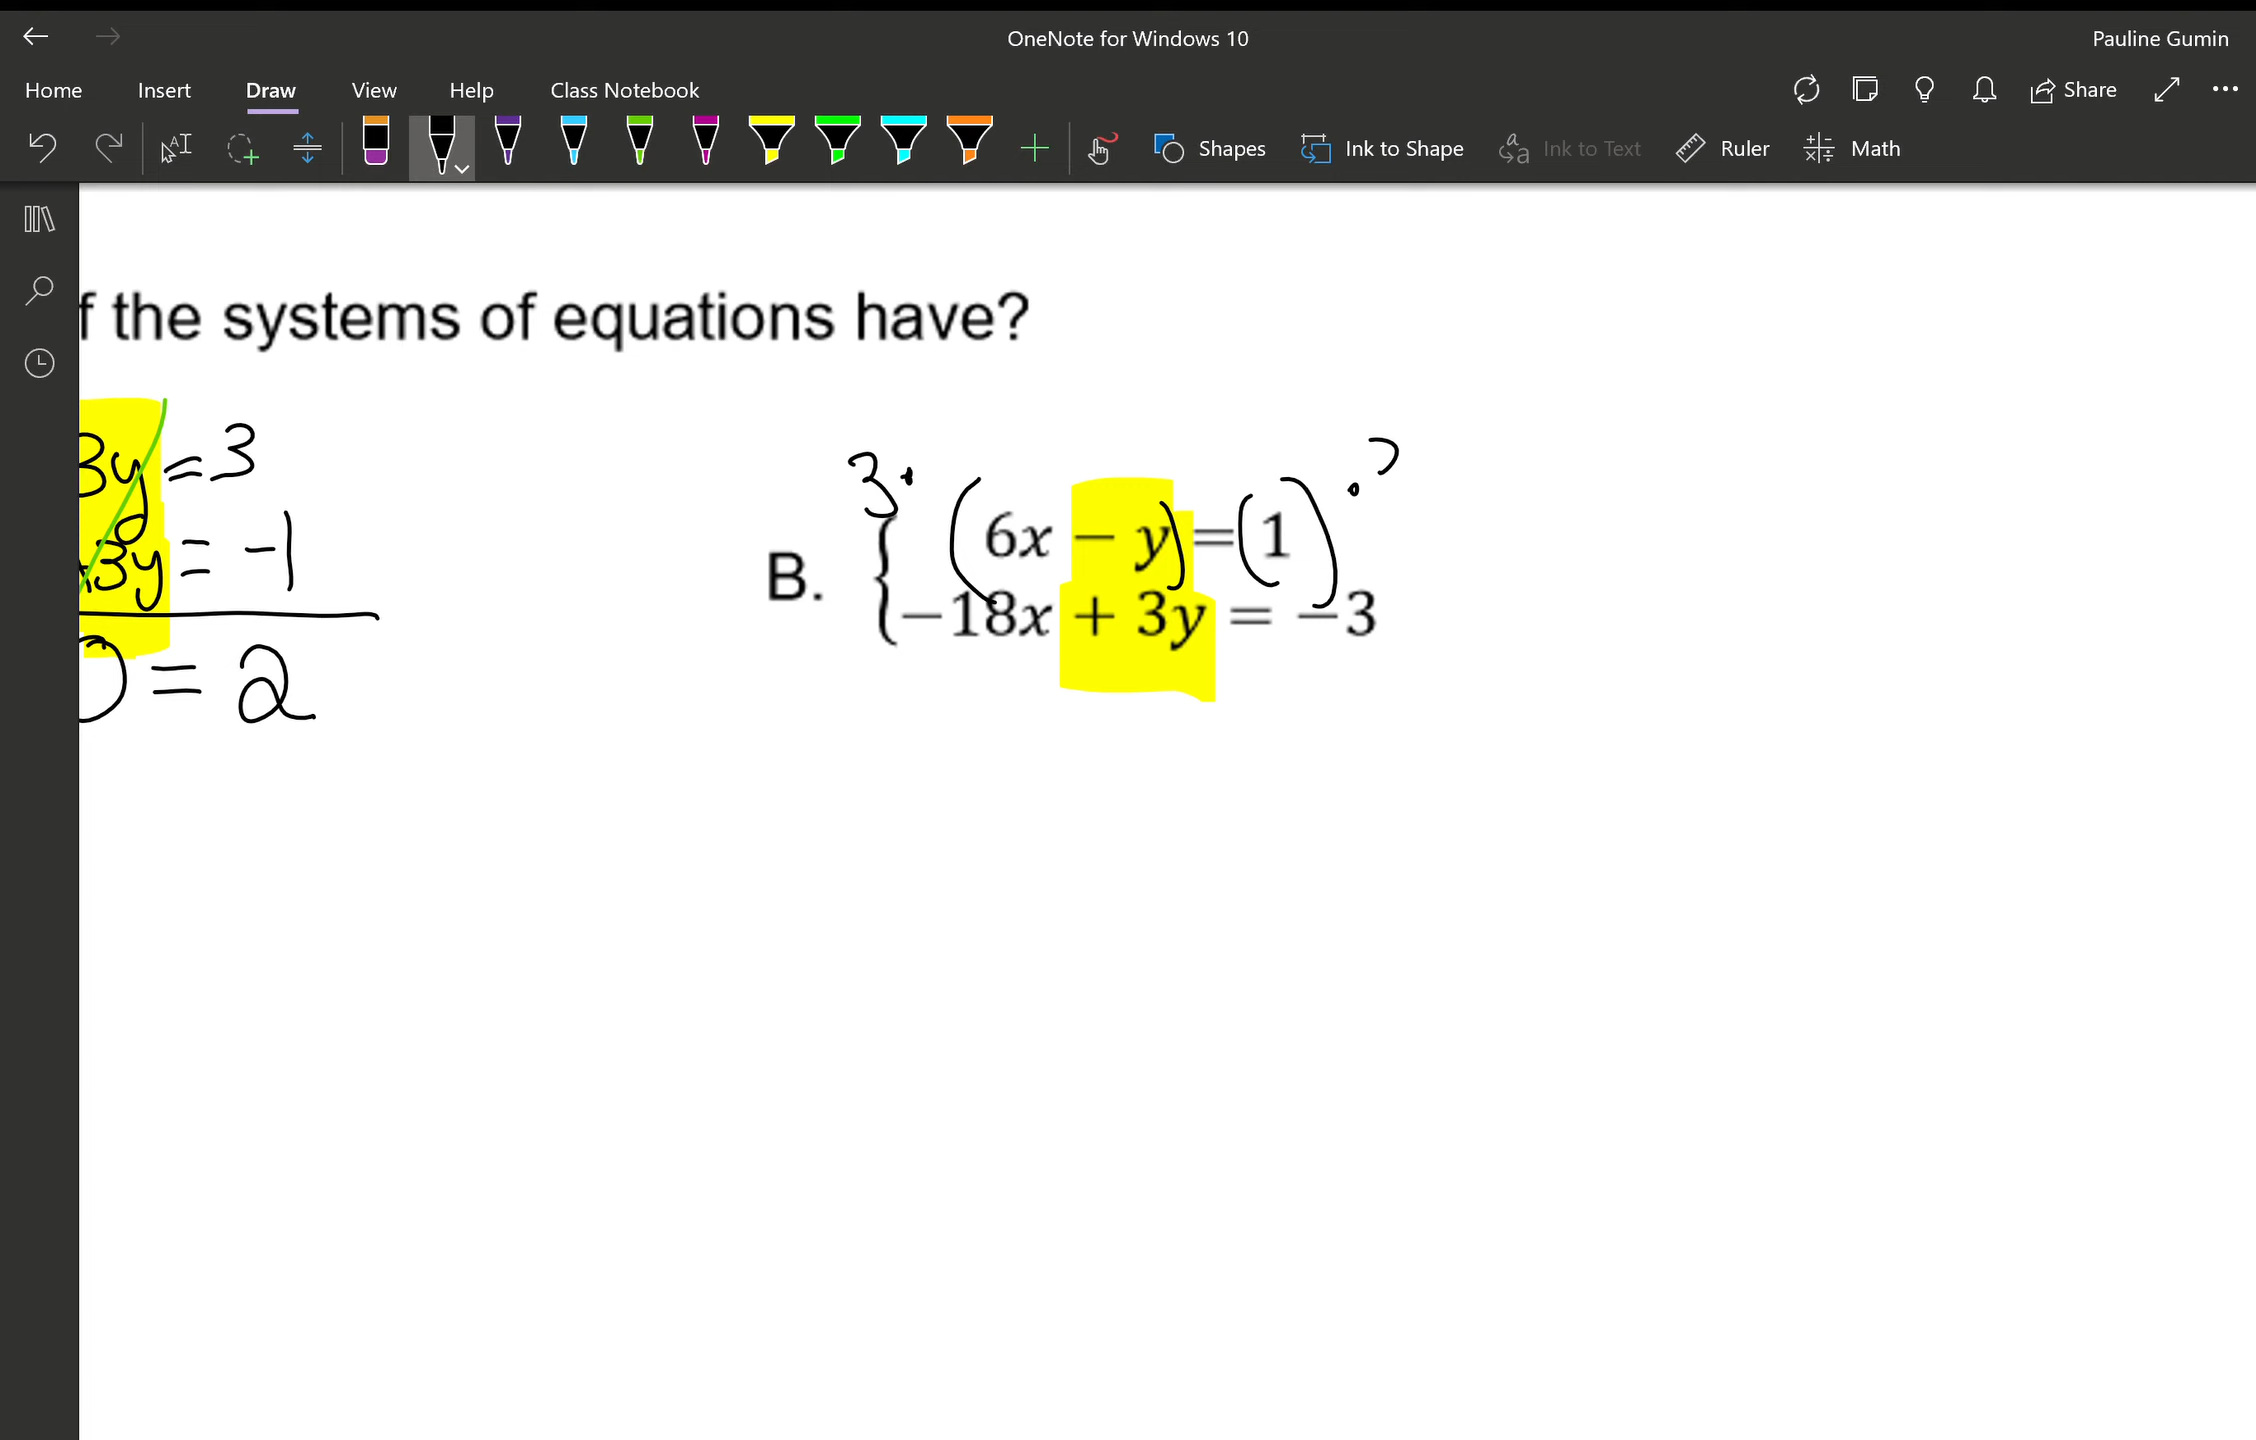 OneNote for Windows 10
Pauline Gumin
Home Insert Draw View Help Class Notebook Share
Shapes Ink to Shape Ink to Text Ruler Math
f the systems of equations have?
3y = 3
3y = -1
0 = 2
B.
3· (6x − y) = (1) ·
−18x + 3y = −3